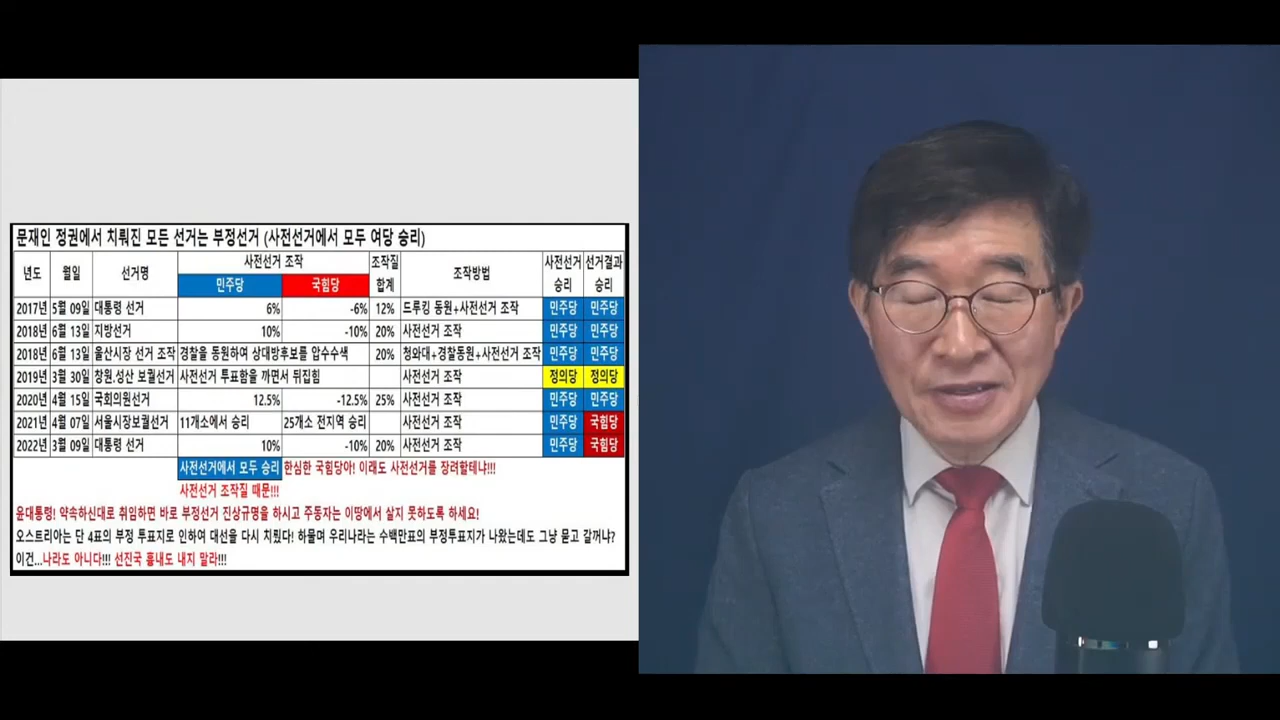 문재인 정권에서 치뤄진 모든 선거는 부정선거 (사전선거에서 모두 여당 승리)
년도 월일 선거명 사전선거 조작 조작질 합계 조작방법 사전선거 승리 선거결과 승리
민주당 국힘당
2017년 5월 09일 대통령 선거 6% -6% 12% 드루킹 동원+사전선거 조작 민주당 민주당
2018년 6월 13일 지방선거 10% -10% 20% 사전선거 조작 민주당 민주당
2018년 6월 13일 울산시장 선거 조작 경찰을 동원하여 상대방후보를 압수수색 20% 청와대+경찰동원+사전선거 조작 민주당 민주당
2019년 3월 30일 창원.성산 보궐선거 사전선거 투표함을 까면서 뒤집힘 사전선거 조작 정의당 정의당
2020년 4월 15일 국회의원선거 12.5% -12.5% 25% 사전선거 조작 민주당 민주당
2021년 4월 07일 서울시장보궐선거 11개소에서 승리 25개소 전지역 승리 사전선거 조작 민주당 국힘당
2022년 3월 09일 대통령 선거 10% -10% 20% 사전선거 조작 민주당 국힘당
사전선거에서 모두 승리 한심한 국힘당아! 이래도 사전선거를 장려할테냐!!!
사전선거 조작질 때문!!!
윤대통령! 약속하신대로 취임하면 바로 부정선거 진상규명을 하시고 주동자는 이땅에서 살지 못하도록 하세요!
오스트리아는 단 4표의 부정 투표지로 인하여 대선을 다시 치뤘다! 하물며 우리나라는 수백만표의 부정투표지가 나왔는데도 그냥 묻고 갈꺼냐?
이건...나라도 아니다!!! 선진국 흉내도 내지 말라!!!